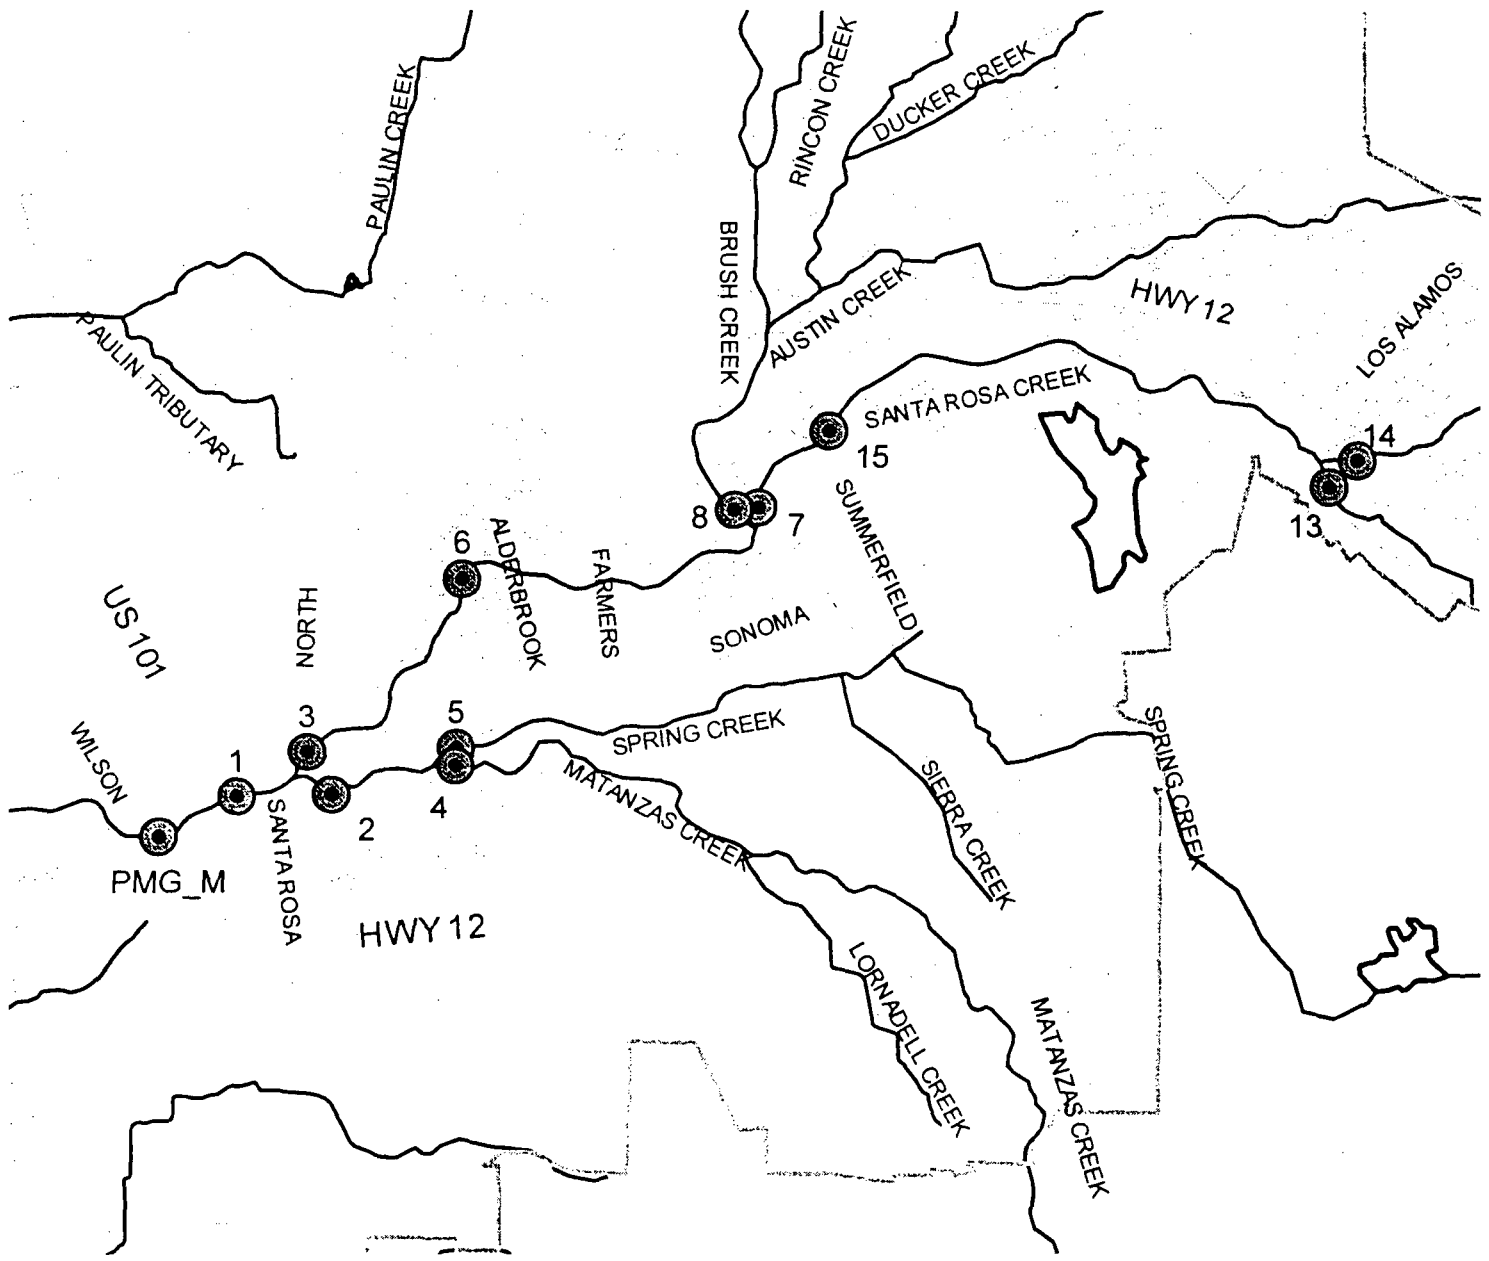 PAULIN CREEK
RINCON CREEK
DUCKER CREEK
BRUSH CREEK
AUSTIN CREEK
HWY 12
LOS ALAMOS
PAULIN TRIBUTARY
SANTA ROSA CREEK
14
15
13
8
7
SUMMERFIELD
6
ALDERBROOK
FARMERS
SONOMA
US 101
NORTH
WILSON
3
5
SPRING CREEK
SPRING CREEK
1
2
4
MATANZAS CREEK
SIERRA CREEK
SANTA ROSA
PMG_M
HWY 12
LORNADELL CREEK
MATANZAS CREEK